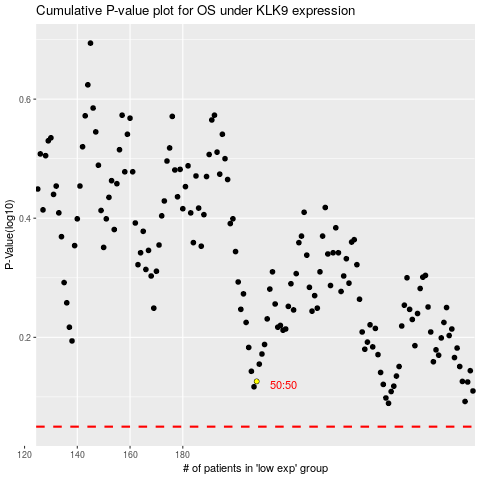 Cumulative P-value plot for OS under KLK9 expression
P-Value(log10)
0.6
0.4
0.2
50:50
120 140 160 180
# of patients in 'low exp' group